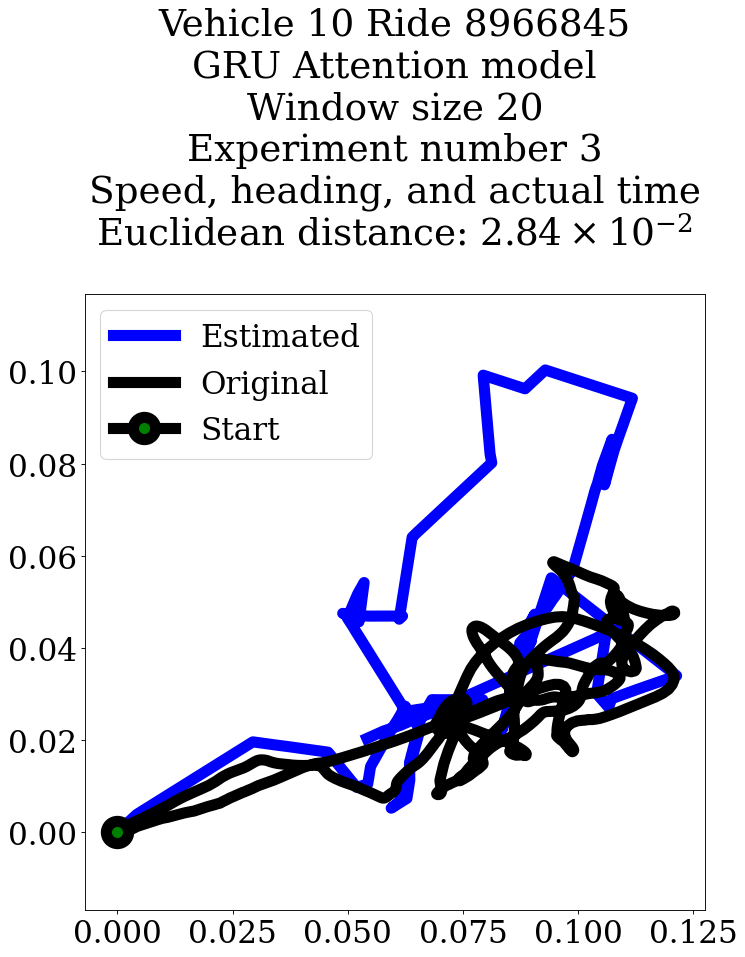 Vehicle 10 Ride 8966845
GRU Attention model
Window size 20
Experiment number 3
Speed, heading, and actual time
Euclidean distance: 2.84 × 10⁻²
Estimated
Original
Start
0.10
0.08
0.06
0.04
0.02
0.00
0.000 0.025 0.050 0.075 0.100 0.125